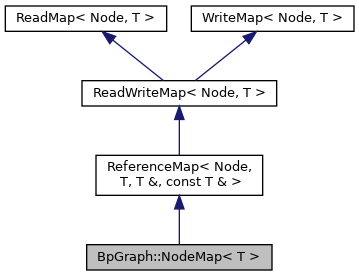 ReadMap< Node, T >
WriteMap< Node, T >
ReadWriteMap< Node, T >
ReferenceMap< Node,
T, T &, const T & >
BpGraph::NodeMap< T >